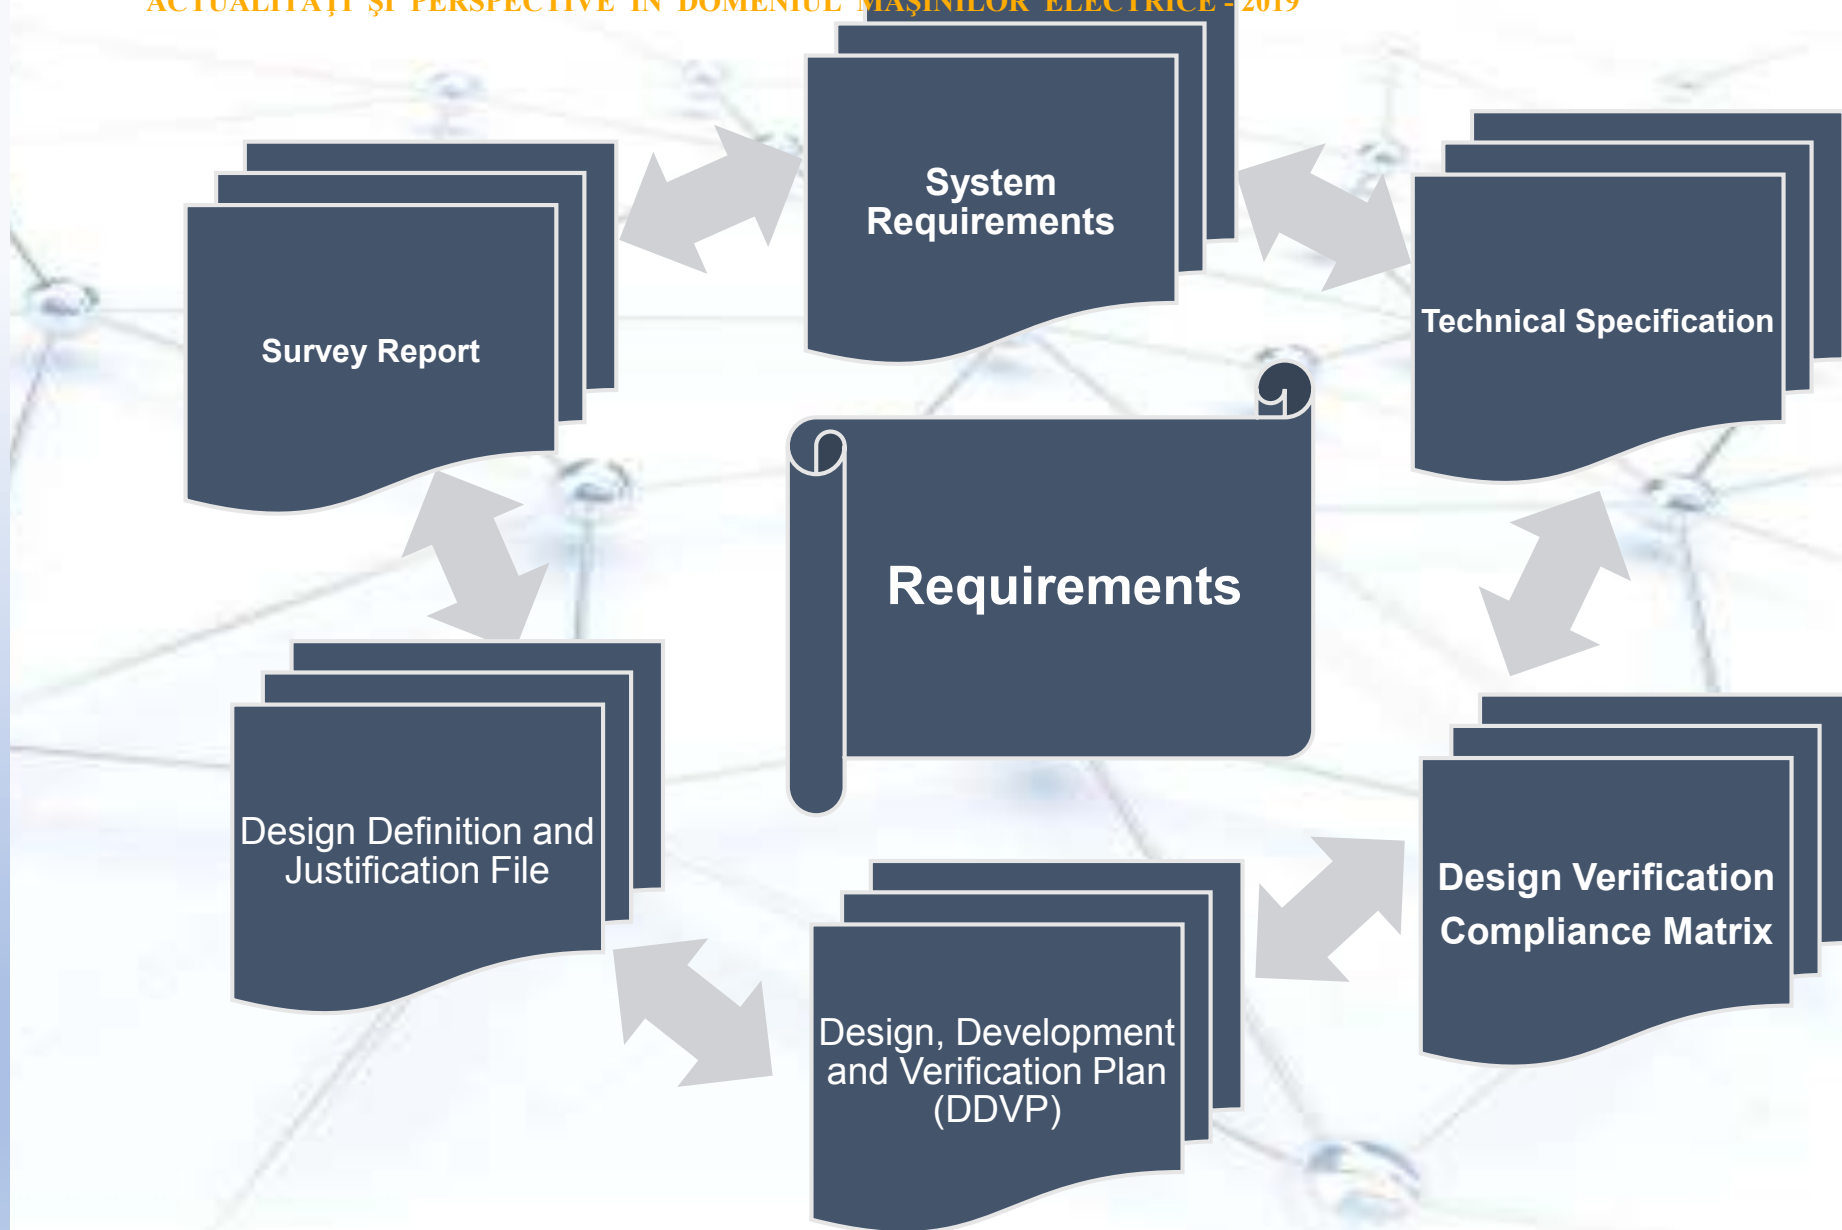 ACTUALITĂŢI ŞI PERSPECTIVE ÎN DOMENIUL MAŞINILOR ELECTRICE - 2019
System
Requirements
Technical Specification
Survey Report
Requirements
Design Definition and
Justification File
Design Verification
Compliance Matrix
Design, Development
and Verification Plan
(DDVP)